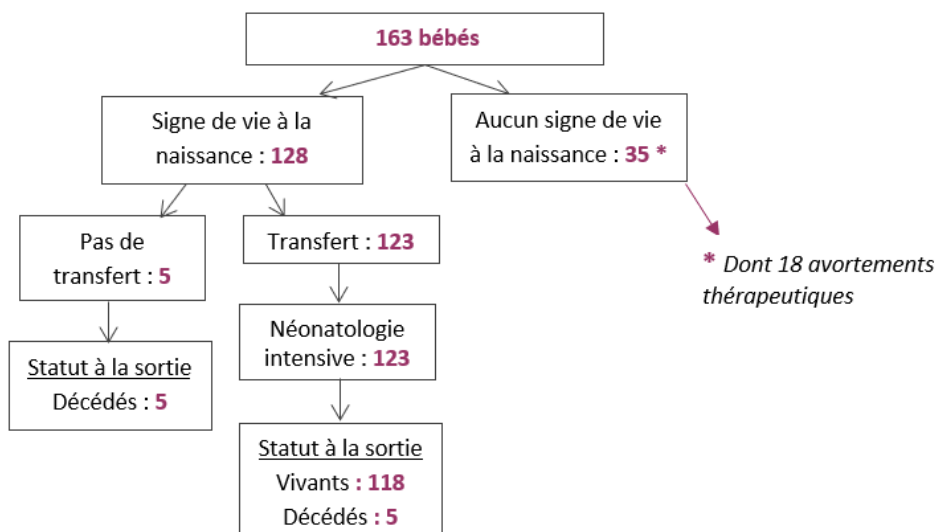 163 bébés
Signe de vie à la
naissance : 128
Aucun signe de vie
à la naissance : 35 *
Pas de
transfert : 5
Transfert : 123
* Dont 18 avortements
thérapeutiques
Néonatologie
intensive : 123
Statut à la sortie
Décédés : 5
Statut à la sortie
Vivants : 118
Décédés : 5